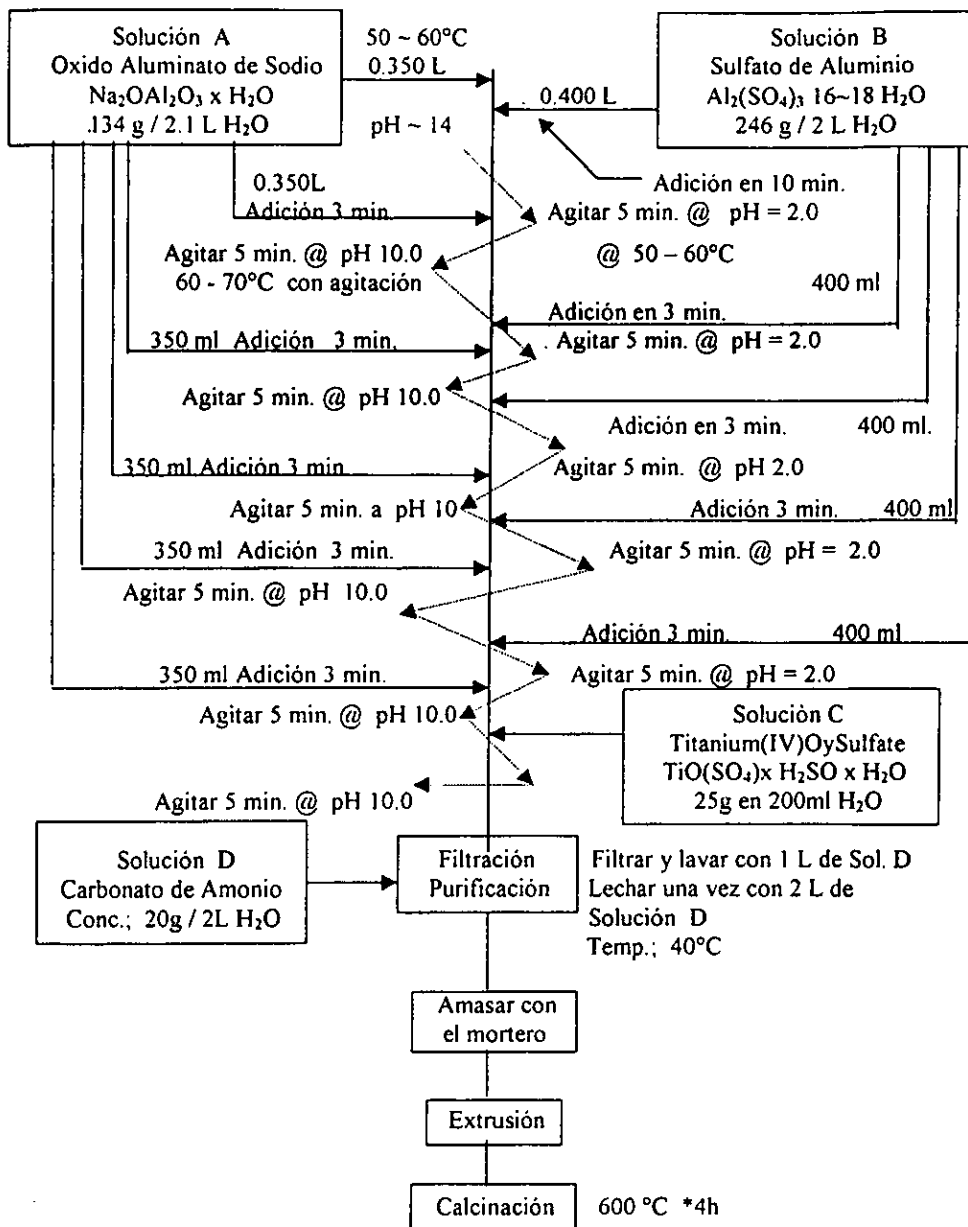 Solución A
Oxido Aluminato de Sodio
Na₂OAl₂O₃ x H₂O
.134 g / 2.1 L H₂O
50 ~ 60°C
0.350 L
pH ~ 14
Solución B
Sulfato de Aluminio
Al₂(SO₄)₃ 16~18 H₂O
246 g / 2 L H₂O
0.400 L
Adición en 10 min.
Agitar 5 min. @ pH = 2.0
@ 50 – 60°C
0.350L
Adición 3 min.
Agitar 5 min. @ pH 10.0
60 - 70°C con agitación
400 ml
Adición en 3 min.
. Agitar 5 min. @ pH = 2.0
350 ml Adición 3 min.
Agitar 5 min. @ pH 10.0
Adición en 3 min. 400 ml.
Agitar 5 min. @ pH 2.0
350 ml Adición 3 min
Agitar 5 min. a pH 10
Adición 3 min. 400 ml
Agitar 5 min. @ pH = 2.0
350 ml Adición 3 min.
Agitar 5 min. @ pH 10.0
Adición 3 min. 400 ml
Agitar 5 min. @ pH = 2.0
350 ml Adición 3 min.
Agitar 5 min. @ pH 10.0
Solución C
Titanium(IV)OySulfate
TiO(SO₄)x H₂SO x H₂O
25g en 200ml H₂O
Agitar 5 min. @ pH 10.0
Solución D
Carbonato de Amonio
Conc.; 20g / 2L H₂O
Filtración
Purificación
Filtrar y lavar con 1 L de Sol. D
Lechar una vez con 2 L de
Solución D
Temp.; 40°C
Amasar con
el mortero
Extrusión
Calcinación
600 °C *4h